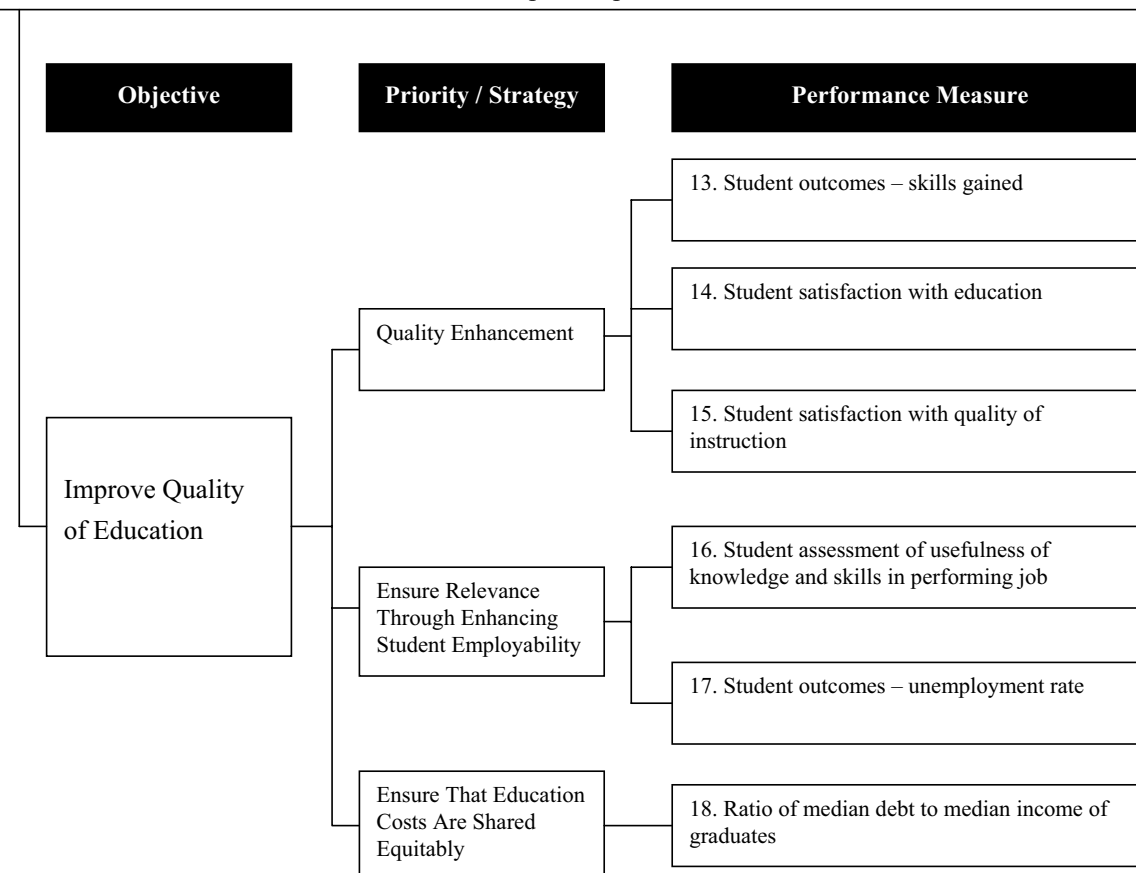 Objective
Priority / Strategy
Performance Measure
13. Student outcomes – skills gained
14. Student satisfaction with education
Quality Enhancement
15. Student satisfaction with quality of
instruction
Improve Quality
of Education
16. Student assessment of usefulness of
knowledge and skills in performing job
Ensure Relevance
Through Enhancing
Student Employability
17. Student outcomes – unemployment rate
Ensure That Education
Costs Are Shared
Equitably
18. Ratio of median debt to median income of
graduates